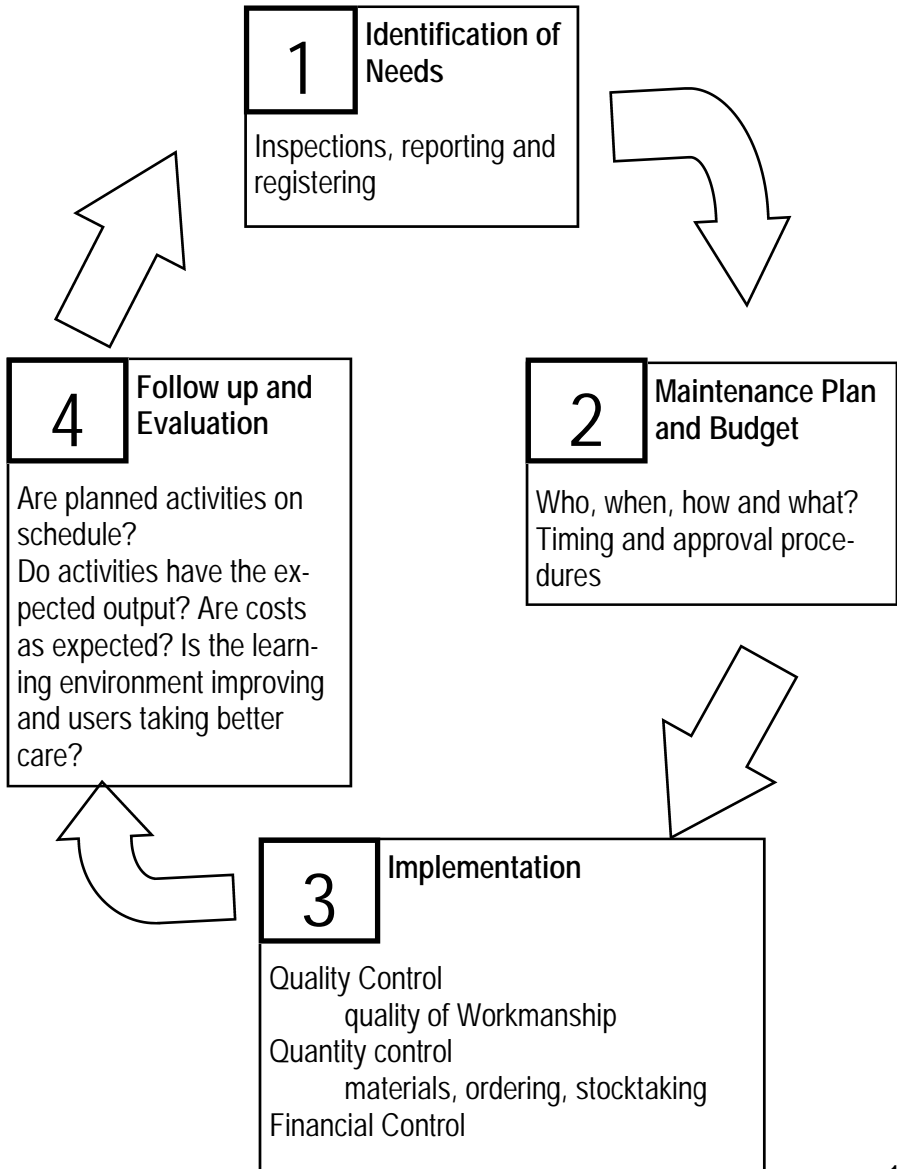 1
Identification of
Needs
Inspections, reporting and
registering
2
Maintenance Plan
and Budget
Who, when, how and what?
Timing and approval proce-
dures
3
Implementation
Quality Control
quality of Workmanship
Quantity control
materials, ordering, stocktaking
Financial Control
4
Follow up and
Evaluation
Are planned activities on
schedule?
Do activities have the ex-
pected output? Are costs
as expected? Is the learn-
ing environment improving
and users taking better
care?